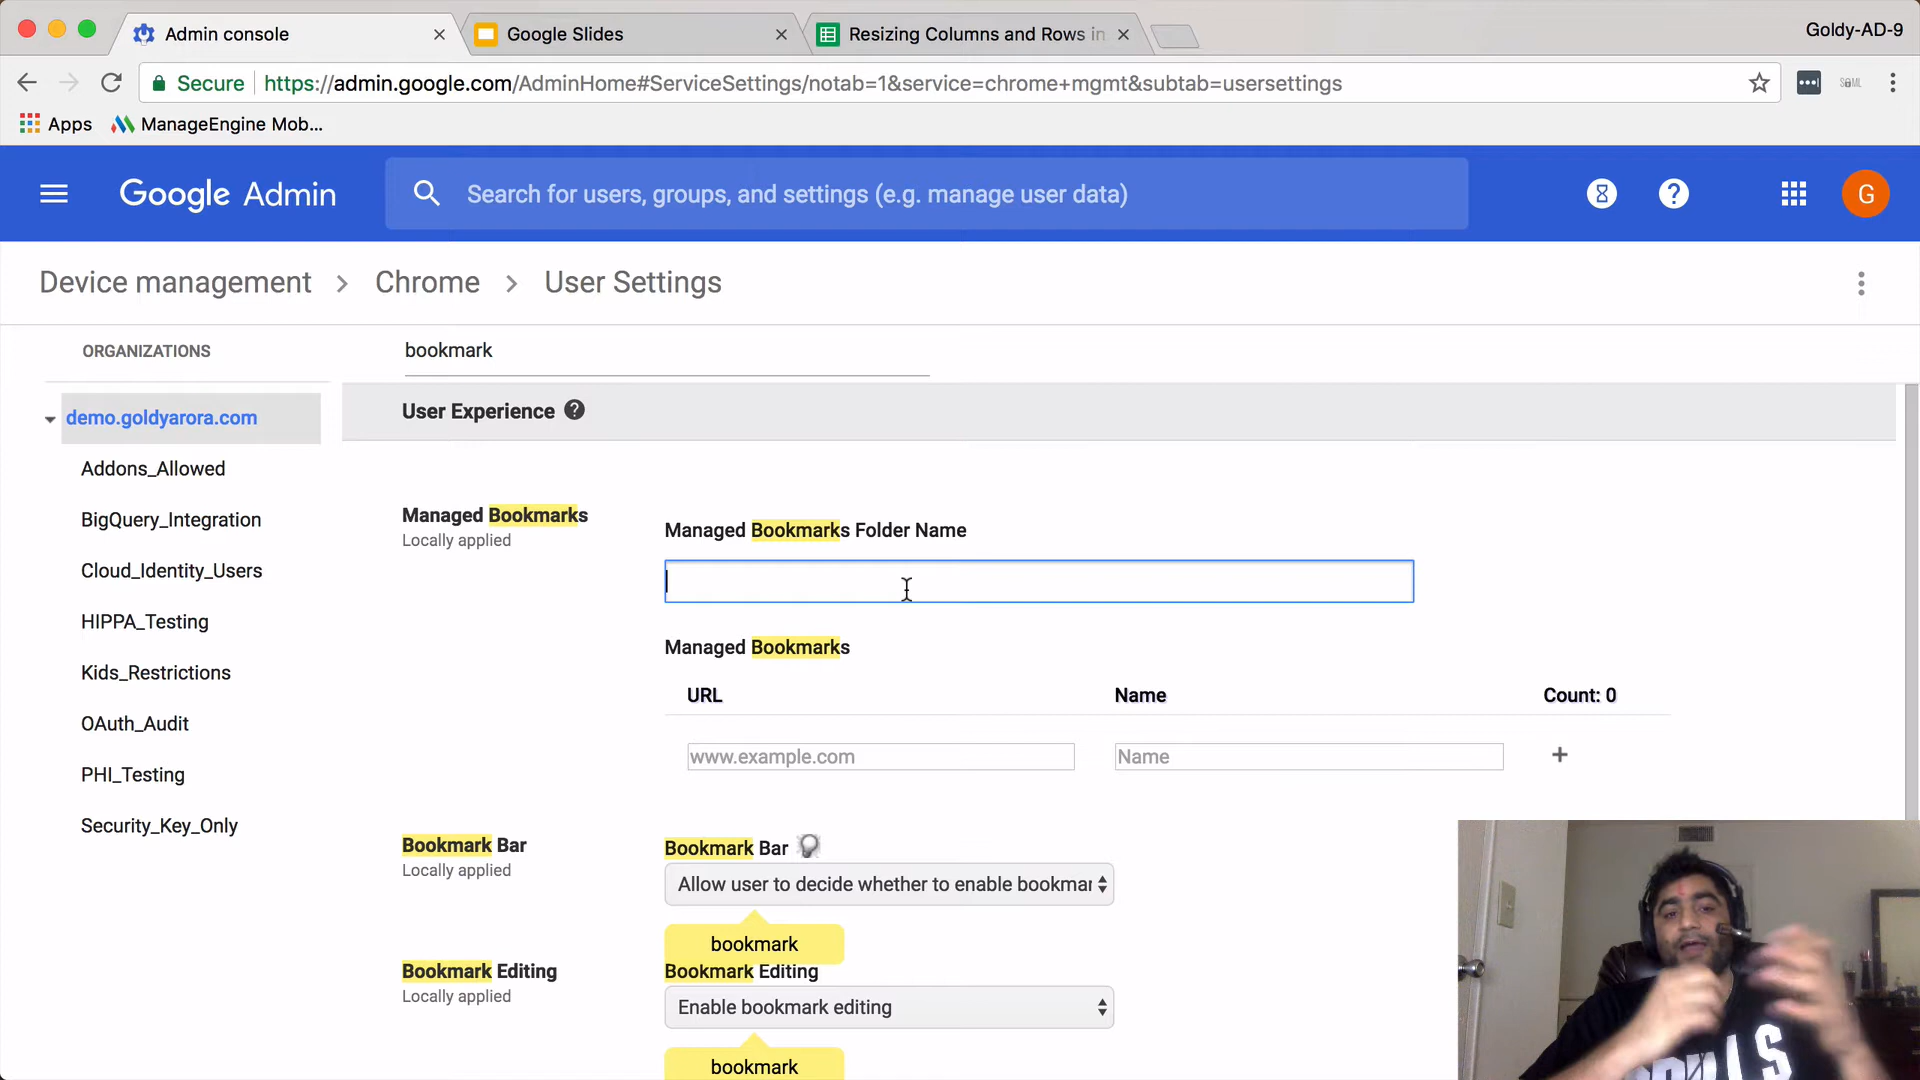 Admin console
Google Slides
Resizing Columns and Rows in
Goldy-AD-9
Secure
https://admin.google.com/AdminHome#ServiceSettings/notab=1&service=chrome+mgmt&subtab=usersettings
Apps
ManageEngine Mob...
Google Admin
Search for users, groups, and settings (e.g. manage user data)
G
Device management > Chrome > User Settings
ORGANIZATIONS
bookmark
demo.goldyarora.com
User Experience
Addons_Allowed
BigQuery_Integration
Cloud_Identity_Users
HIPPA_Testing
Kids_Restrictions
OAuth_Audit
PHI_Testing
Security_Key_Only
Managed Bookmarks
Locally applied
Managed Bookmarks Folder Name
Managed Bookmarks
URL
Name
Count: 0
www.example.com
Name
Bookmark Bar
Locally applied
Bookmark Bar
Allow user to decide whether to enable bookmar
bookmark
Bookmark Editing
Locally applied
Bookmark Editing
Enable bookmark editing
bookmark